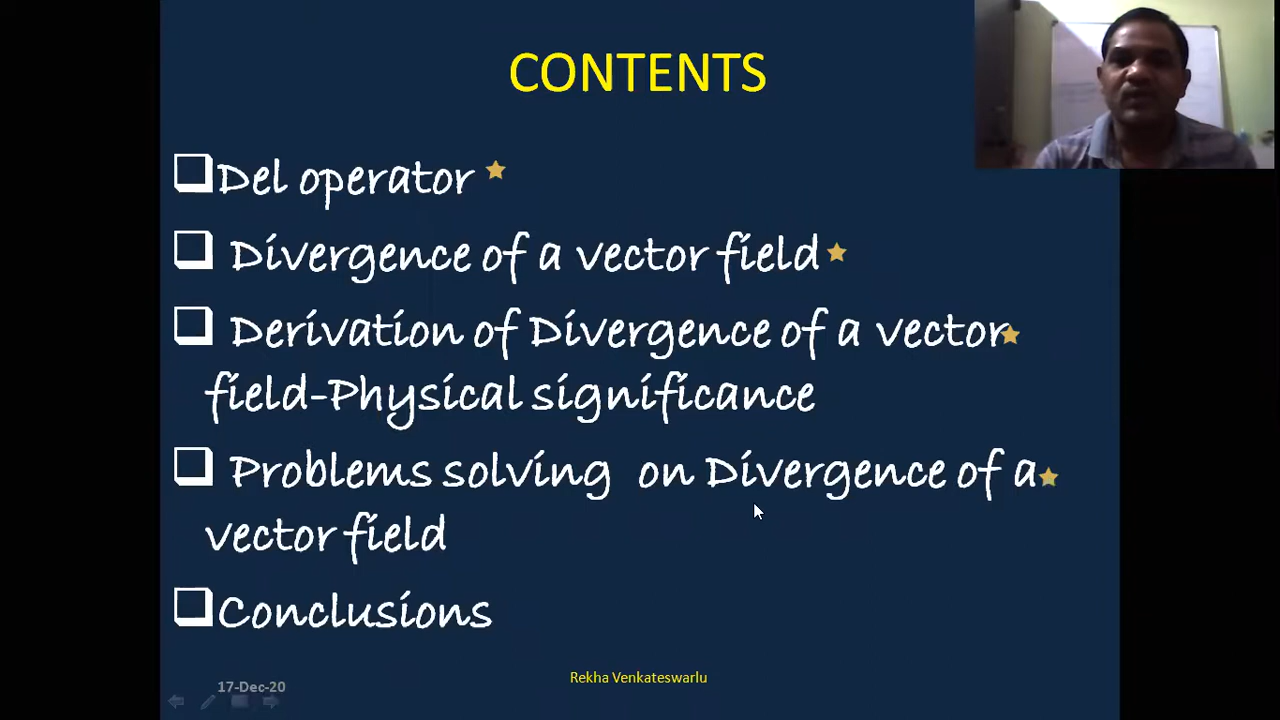 CONTENTS
Del operator
Divergence of a vector field
Derivation of Divergence of a vector
field-Physical significance
Problems solving on Divergence of a
vector field
Conclusions
Rekha Venkateswarlu
17-Dec-20